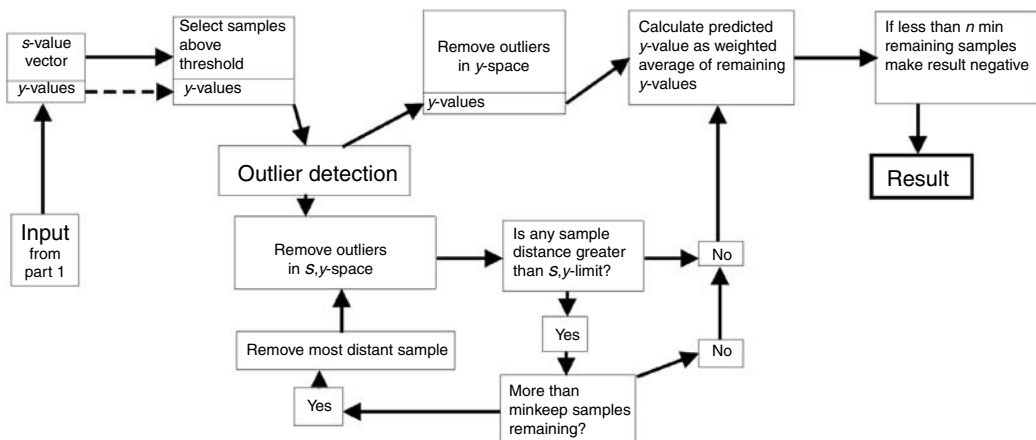 s-value
vector
y-values
Input
from
part 1
Select samples
above
threshold
y-values
Outlier detection
Remove outliers
in y-space
y-values
Remove outliers
in s,y-space
Is any sample
distance greater
than s,y-limit?
Yes
More than
minkeep samples
remaining?
Yes
Remove most distant sample
No
No
Calculate predicted
y-value as weighted
average of remaining
y-values
If less than n min
remaining samples
make result negative
Result